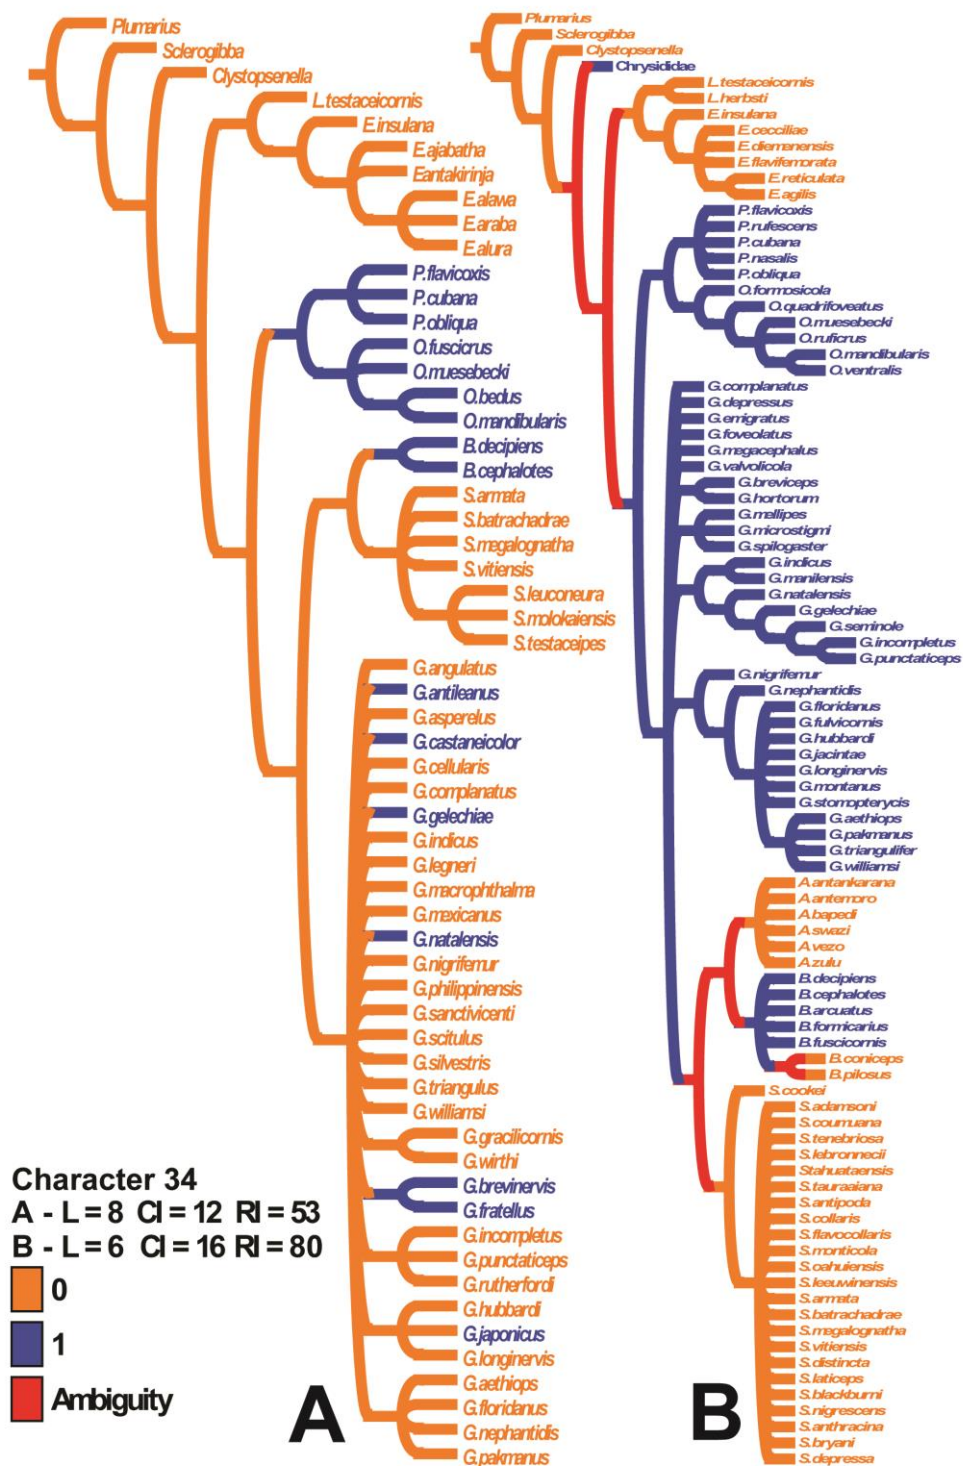 Plumarius
Sclerogibba
Clystopsenella
L.testaceicornis
E.insulana
E.ajabatha
Eantakirinja
E.alawa
E.araba
E.alura
P.flavicoxis
P.cubana
P.obliqua
O.fuscicrus
O.muesebecki
O.bedus
O.mandibularis
B.decipiens
B.cephalotes
S.armata
S.batrachadrae
S.megalognatha
S.vitiensis
S.leuconeura
S.molokaiensis
S.testaceipes
G.angulatus
G.antileanus
G.asperelus
G.castaneicolor
G.cellularis
G.complanatus
G.gelechiae
G.indicus
G.legneri
G.macrophthalma
G.mexicanus
G.natalensis
G.nigrifemur
G.philippinensis
G.sanctivicenti
G.scitulus
G.silvestris
G.triangulus
G.williamsi
G.gracilicornis
G.wirthi
G.brevinervis
G.fratellus
G.incompletus
G.punctaticeps
G.rutherfordi
G.hubbardi
G.japonicus
G.longinervis
G.aethiops
G.floridanus
G.nephantidis
G.pakmanus
Character 34
A - L = 8 CI = 12 RI = 53
B - L = 6 CI = 16 RI = 80
0
1
Ambiguity
A
Plumarius
Sclerogibba
Clystopsenella
Chrysididae
L.testaceicornis
L.herbsti
E.insulana
E.cecciliae
E.diemanensis
E.flavifemorata
E.reticulata
E.agilis
P.flavicoxis
P.rufescens
P.cubana
P.nasalis
P.obliqua
O.formosicola
O.quadrifoveatus
O.muesebecki
O.ruficrus
O.mandibularis
O.ventralis
G.complanatus
G.depressus
G.emigratus
G.foveolatus
G.megacephalus
G.valvolicola
G.breviceps
G.hortorum
G.mellipes
G.microstigmi
G.spilogaster
G.indicus
G.manilensis
G.natalensis
G.gelechiae
G.seminole
G.incompletus
G.punctaticeps
G.nigrifemur
G.nephantidis
G.floridanus
G.fulvicornis
G.hubbardi
G.jacintae
G.longinervis
G.montanus
G.stomopterycis
G.aethiops
G.pakmanus
G.triangulifer
G.williamsi
A.antankarana
A.antemoro
A.bapedi
A.swazi
A.vezo
A.zulu
B.decipiens
B.cephalotes
B.arcuatus
B.formicarius
B.fuscicornis
B.coniceps
B.pilosus
S.cookei
S.adamsoni
S.coumuana
S.tenebriosa
S.lebronnecii
Stahuataensis
S.tauraaiana
S.antipoda
S.collaris
S.flavocollaris
S.monticola
S.oahuiensis
S.leeuwinensis
S.armata
S.batrachadrae
S.megalognatha
S.vitiensis
S.distincta
S.laticeps
S.blackburni
S.nigrescens
S.anthracina
S.bryani
S.depressa
B